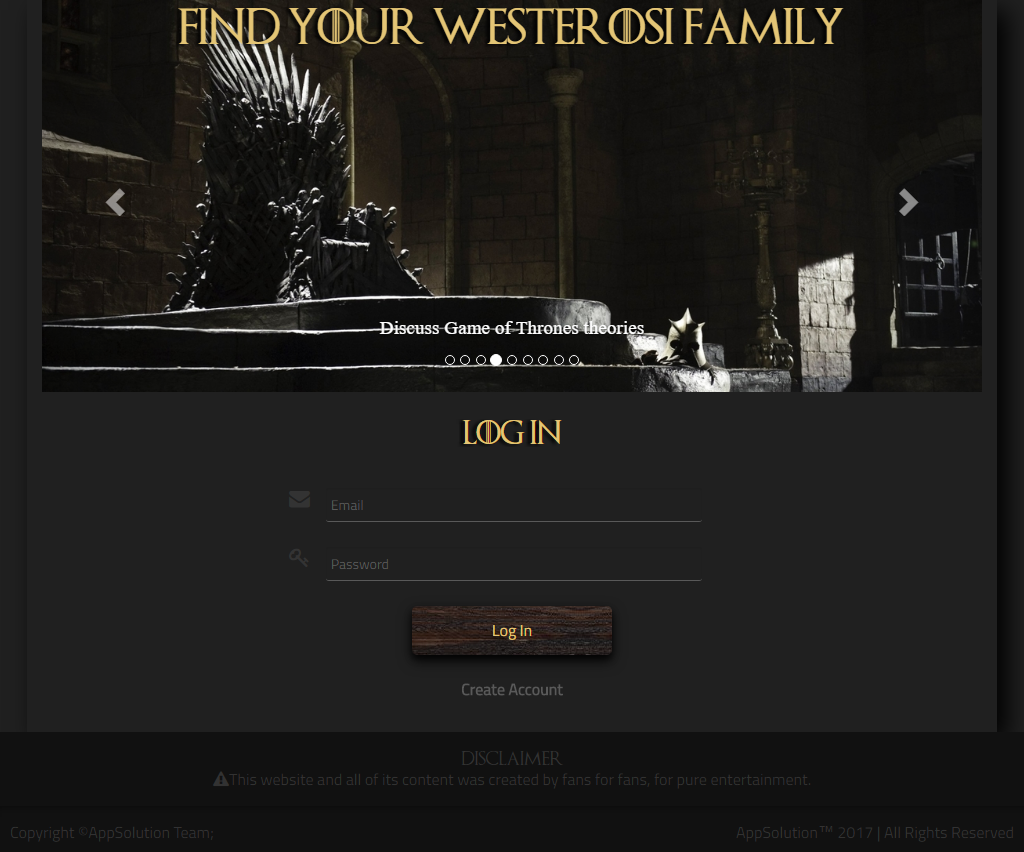 FIND YOUR WESTEROSI FAMILY
Discuss Game of Thrones theories
LOG IN
Email
Password
Log In
Create Account
DISCLAIMER
This website and all of its content was created by fans for fans, for pure entertainment.
Copyright ©AppSolution Team;
AppSolution™ 2017 | All Rights Reserved